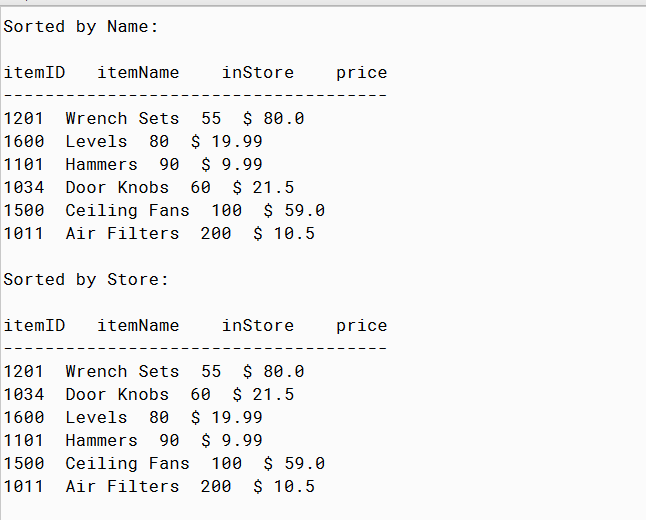 Sorted by Name:
itemID   itemName    inStore    price
-------------------------------------
1201  Wrench Sets  55  $ 80.0
1600  Levels  80  $ 19.99
1101  Hammers  90  $ 9.99
1034  Door Knobs  60  $ 21.5
1500  Ceiling Fans  100  $ 59.0
1011  Air Filters  200  $ 10.5
Sorted by Store:
itemID   itemName    inStore    price
-------------------------------------
1201  Wrench Sets  55  $ 80.0
1034  Door Knobs  60  $ 21.5
1600  Levels  80  $ 19.99
1101  Hammers  90  $ 9.99
1500  Ceiling Fans  100  $ 59.0
1011  Air Filters  200  $ 10.5